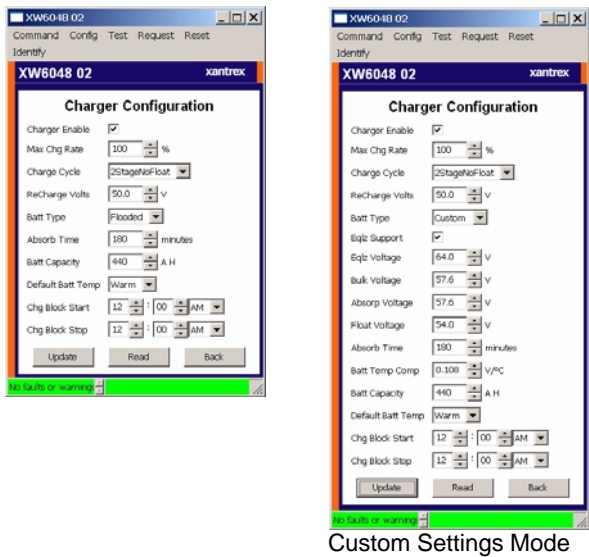 XW6048 02
Command Config Test Request Reset
Identify
XW6048 02 xantrex
Charger Configuration
Charger Enable
Max Chg Rate 100 %
Charge Cycle 2StageNoFloat
ReCharge Volts 50.0 V
Batt Type Flooded
Absorb Time 180 minutes
Batt Capacity 440 A H
Default Batt Temp Warm
Chg Block Start 12 : 00 AM
Chg Block Stop 12 : 00 AM
Update Read Back
No faults or warnings
XW6048 02
Command Config Test Request Reset
Identify
XW6048 02 xantrex
Charger Configuration
Charger Enable
Max Chg Rate 100 %
Charge Cycle 2StageNoFloat
ReCharge Volts 50.0 V
Batt Type Custom
Eqlz Support
Eqlz Voltage 64.0 V
Bulk Voltage 57.6 V
Absorp Voltage 57.6 V
Float Voltage 54.0 V
Absorb Time 180 minutes
Batt Temp Comp 0.108 V/ºC
Batt Capacity 440 A H
Default Batt Temp Warm
Chg Block Start 12 : 00 AM
Chg Block Stop 12 : 00 AM
Update Read Back
No faults or warnings
Custom Settings Mode